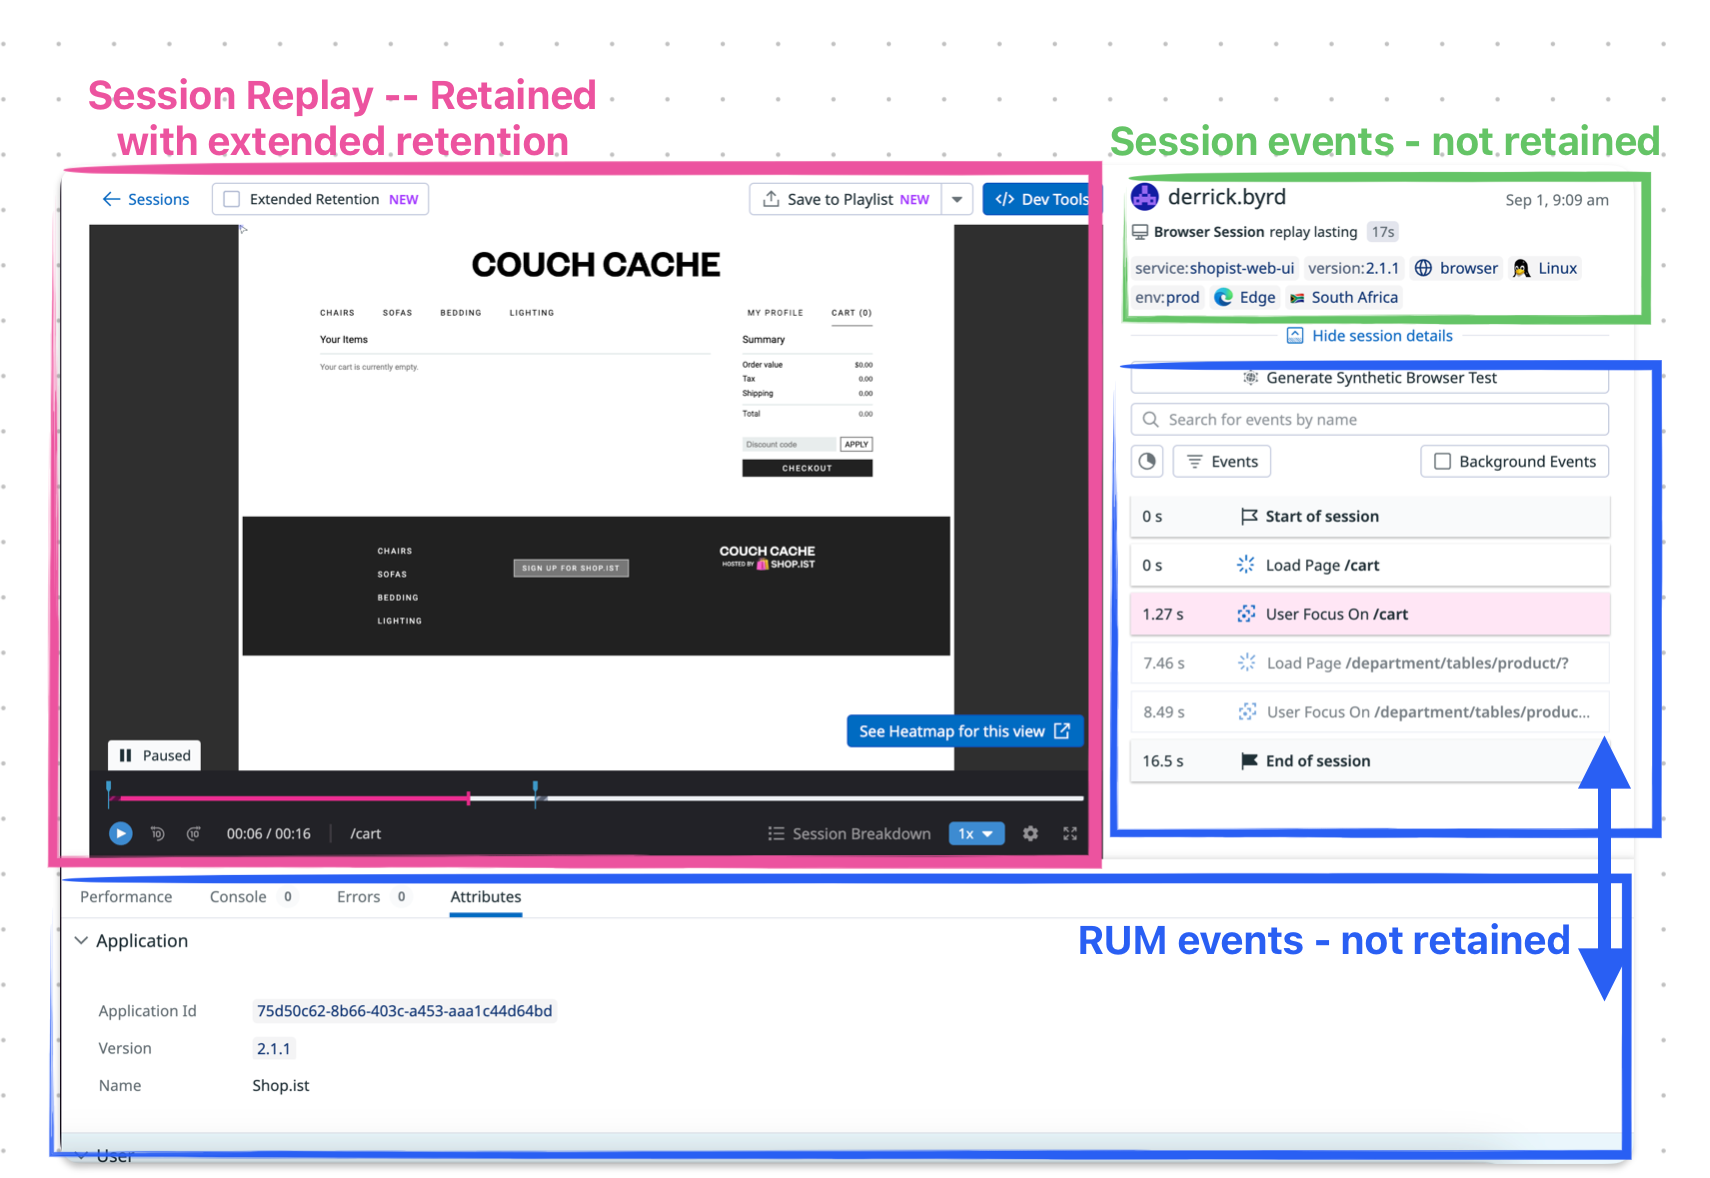 Session Replay -- Retained
with extended retention
Session events - not retained
Sessions
Extended Retention NEW
Save to Playlist NEW
</> Dev Tools
derrick.byrd
Sep 1, 9:09 am
Browser Session replay lasting 17s
service:shopist-web-ui version:2.1.1 browser Linux
env:prod Edge South Africa
Hide session details
COUCH CACHE
CHAIRS SOFAS BEDDING LIGHTING
MY PROFILE CART (0)
Your Items
Your cart is currently empty.
Summary
Order value $0.00
Tax 0.00
Shipping 0.00
Total 0.00
Discount code APPLY
CHECKOUT
CHAIRS
SOFAS
BEDDING
LIGHTING
SIGN UP FOR SHOP.IST
COUCH CACHE
HOSTED BY SHOP.IST
See Heatmap for this view
Paused
10 10 00:06 / 00:16 /cart
Session Breakdown 1x
Generate Synthetic Browser Test
Search for events by name
Events
Background Events
0 s Start of session
0 s Load Page /cart
1.27 s User Focus On /cart
7.46 s Load Page /department/tables/product/?
8.49 s User Focus On /department/tables/produc...
16.5 s End of session
Performance Console 0 Errors 0 Attributes
RUM events - not retained
Application
Application Id 75d50c62-8b66-403c-a453-aaa1c44d64bd
Version 2.1.1
Name Shop.ist
User